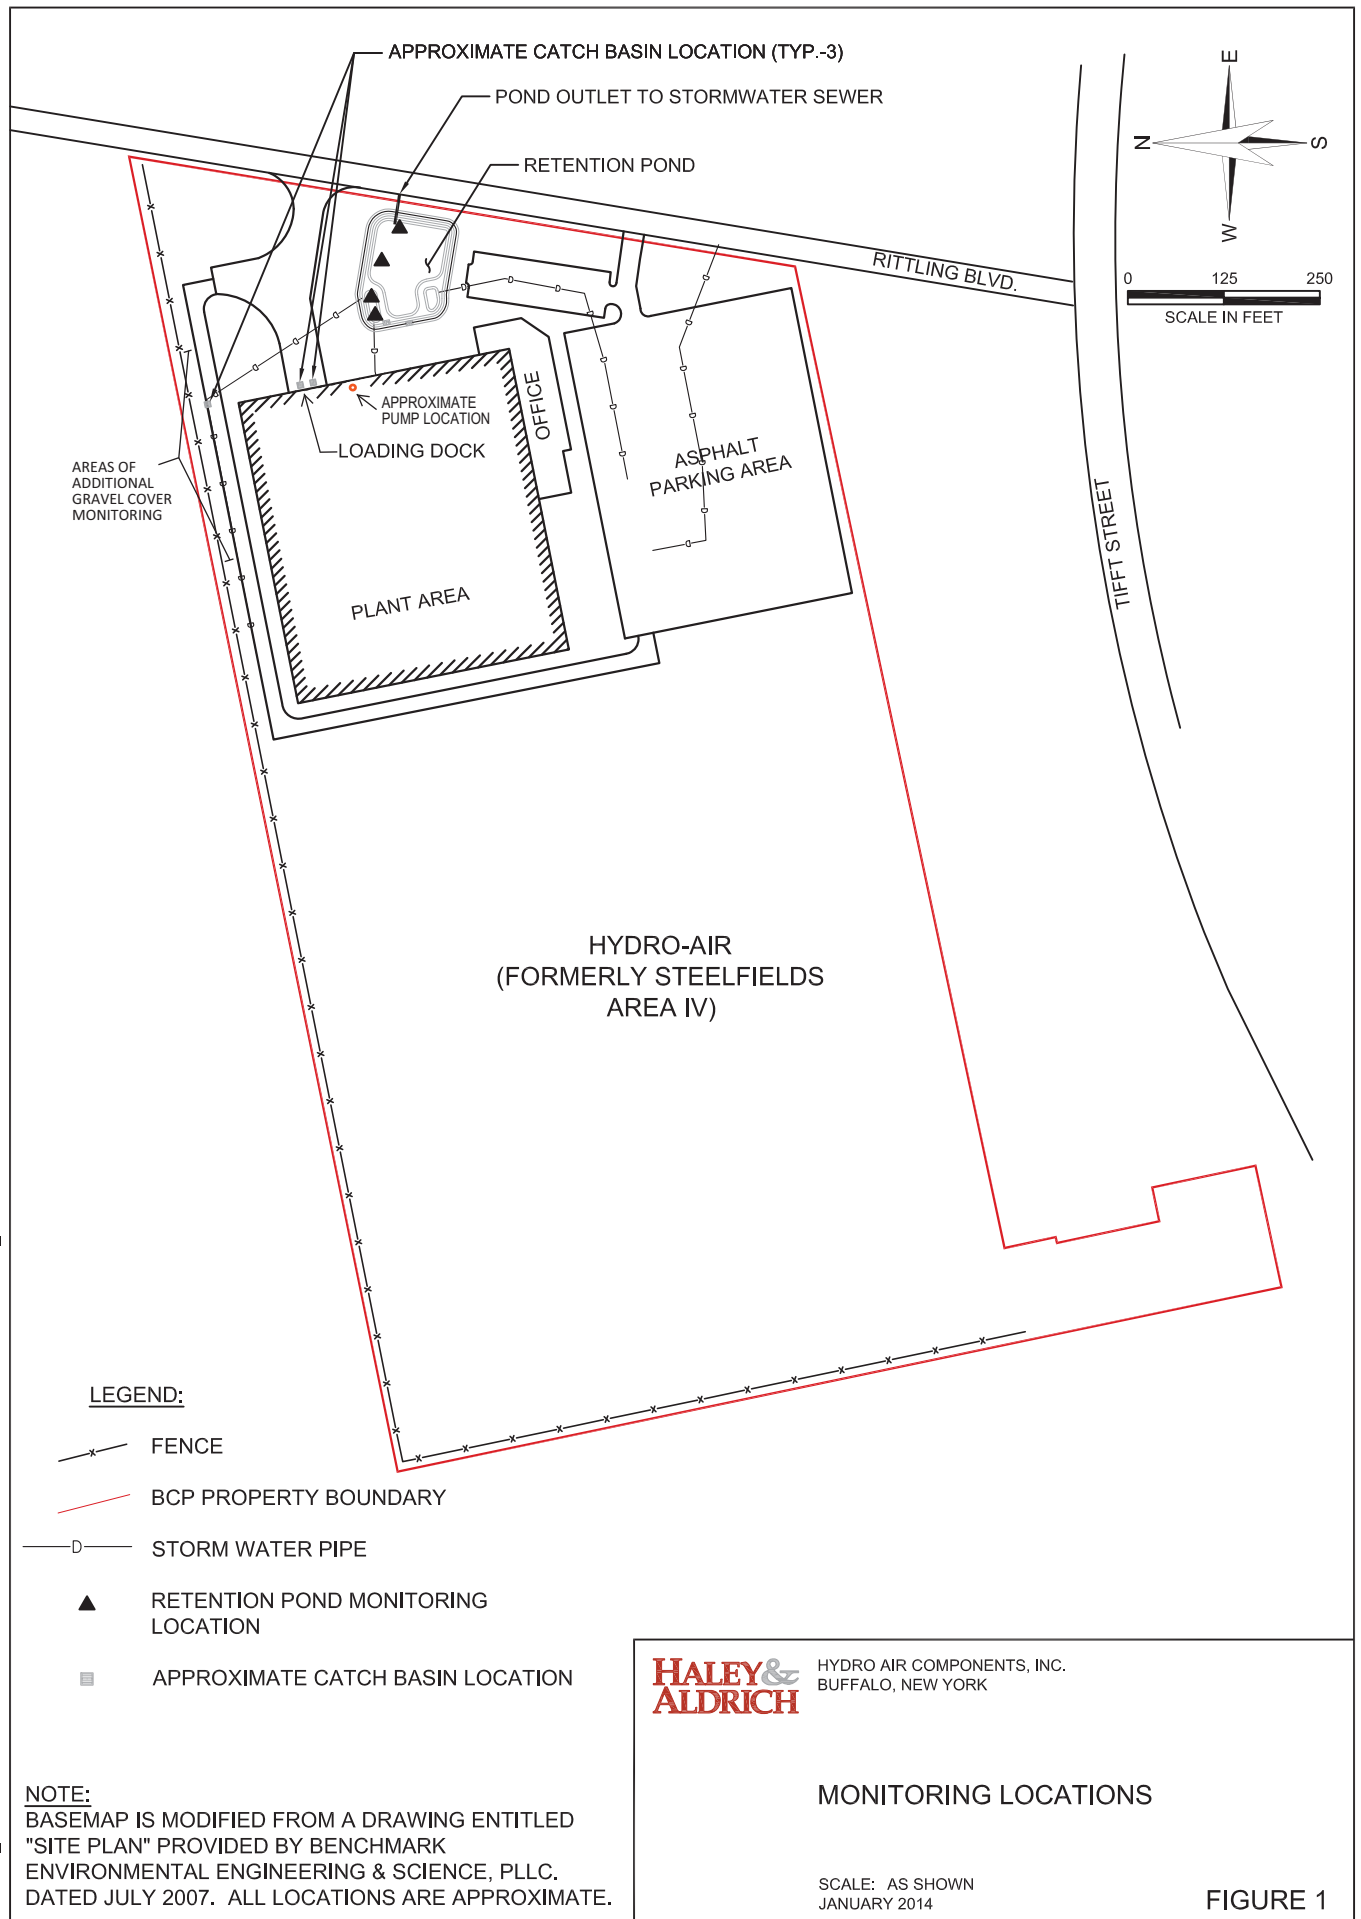 APPROXIMATE CATCH BASIN LOCATION (TYP.-3)
POND OUTLET TO STORMWATER SEWER
RETENTION POND
E
N
S
W
RITTLING BLVD.
0 125 250
SCALE IN FEET
APPROXIMATE
PUMP LOCATION
LOADING DOCK
OFFICE
ASPHALT
PARKING AREA
AREAS OF
ADDITIONAL
GRAVEL COVER
MONITORING
TIFFT STREET
PLANT AREA
HYDRO-AIR
(FORMERLY STEELFIELDS
AREA IV)
LEGEND:
FENCE
BCP PROPERTY BOUNDARY
D
STORM WATER PIPE
RETENTION POND MONITORING
LOCATION
APPROXIMATE CATCH BASIN LOCATION
NOTE:
BASEMAP IS MODIFIED FROM A DRAWING ENTITLED
"SITE PLAN" PROVIDED BY BENCHMARK
ENVIRONMENTAL ENGINEERING & SCIENCE, PLLC.
DATED JULY 2007. ALL LOCATIONS ARE APPROXIMATE.
HALEY &
ALDRICH
HYDRO AIR COMPONENTS, INC.
BUFFALO, NEW YORK
MONITORING LOCATIONS
SCALE: AS SHOWN
JANUARY 2014
FIGURE 1